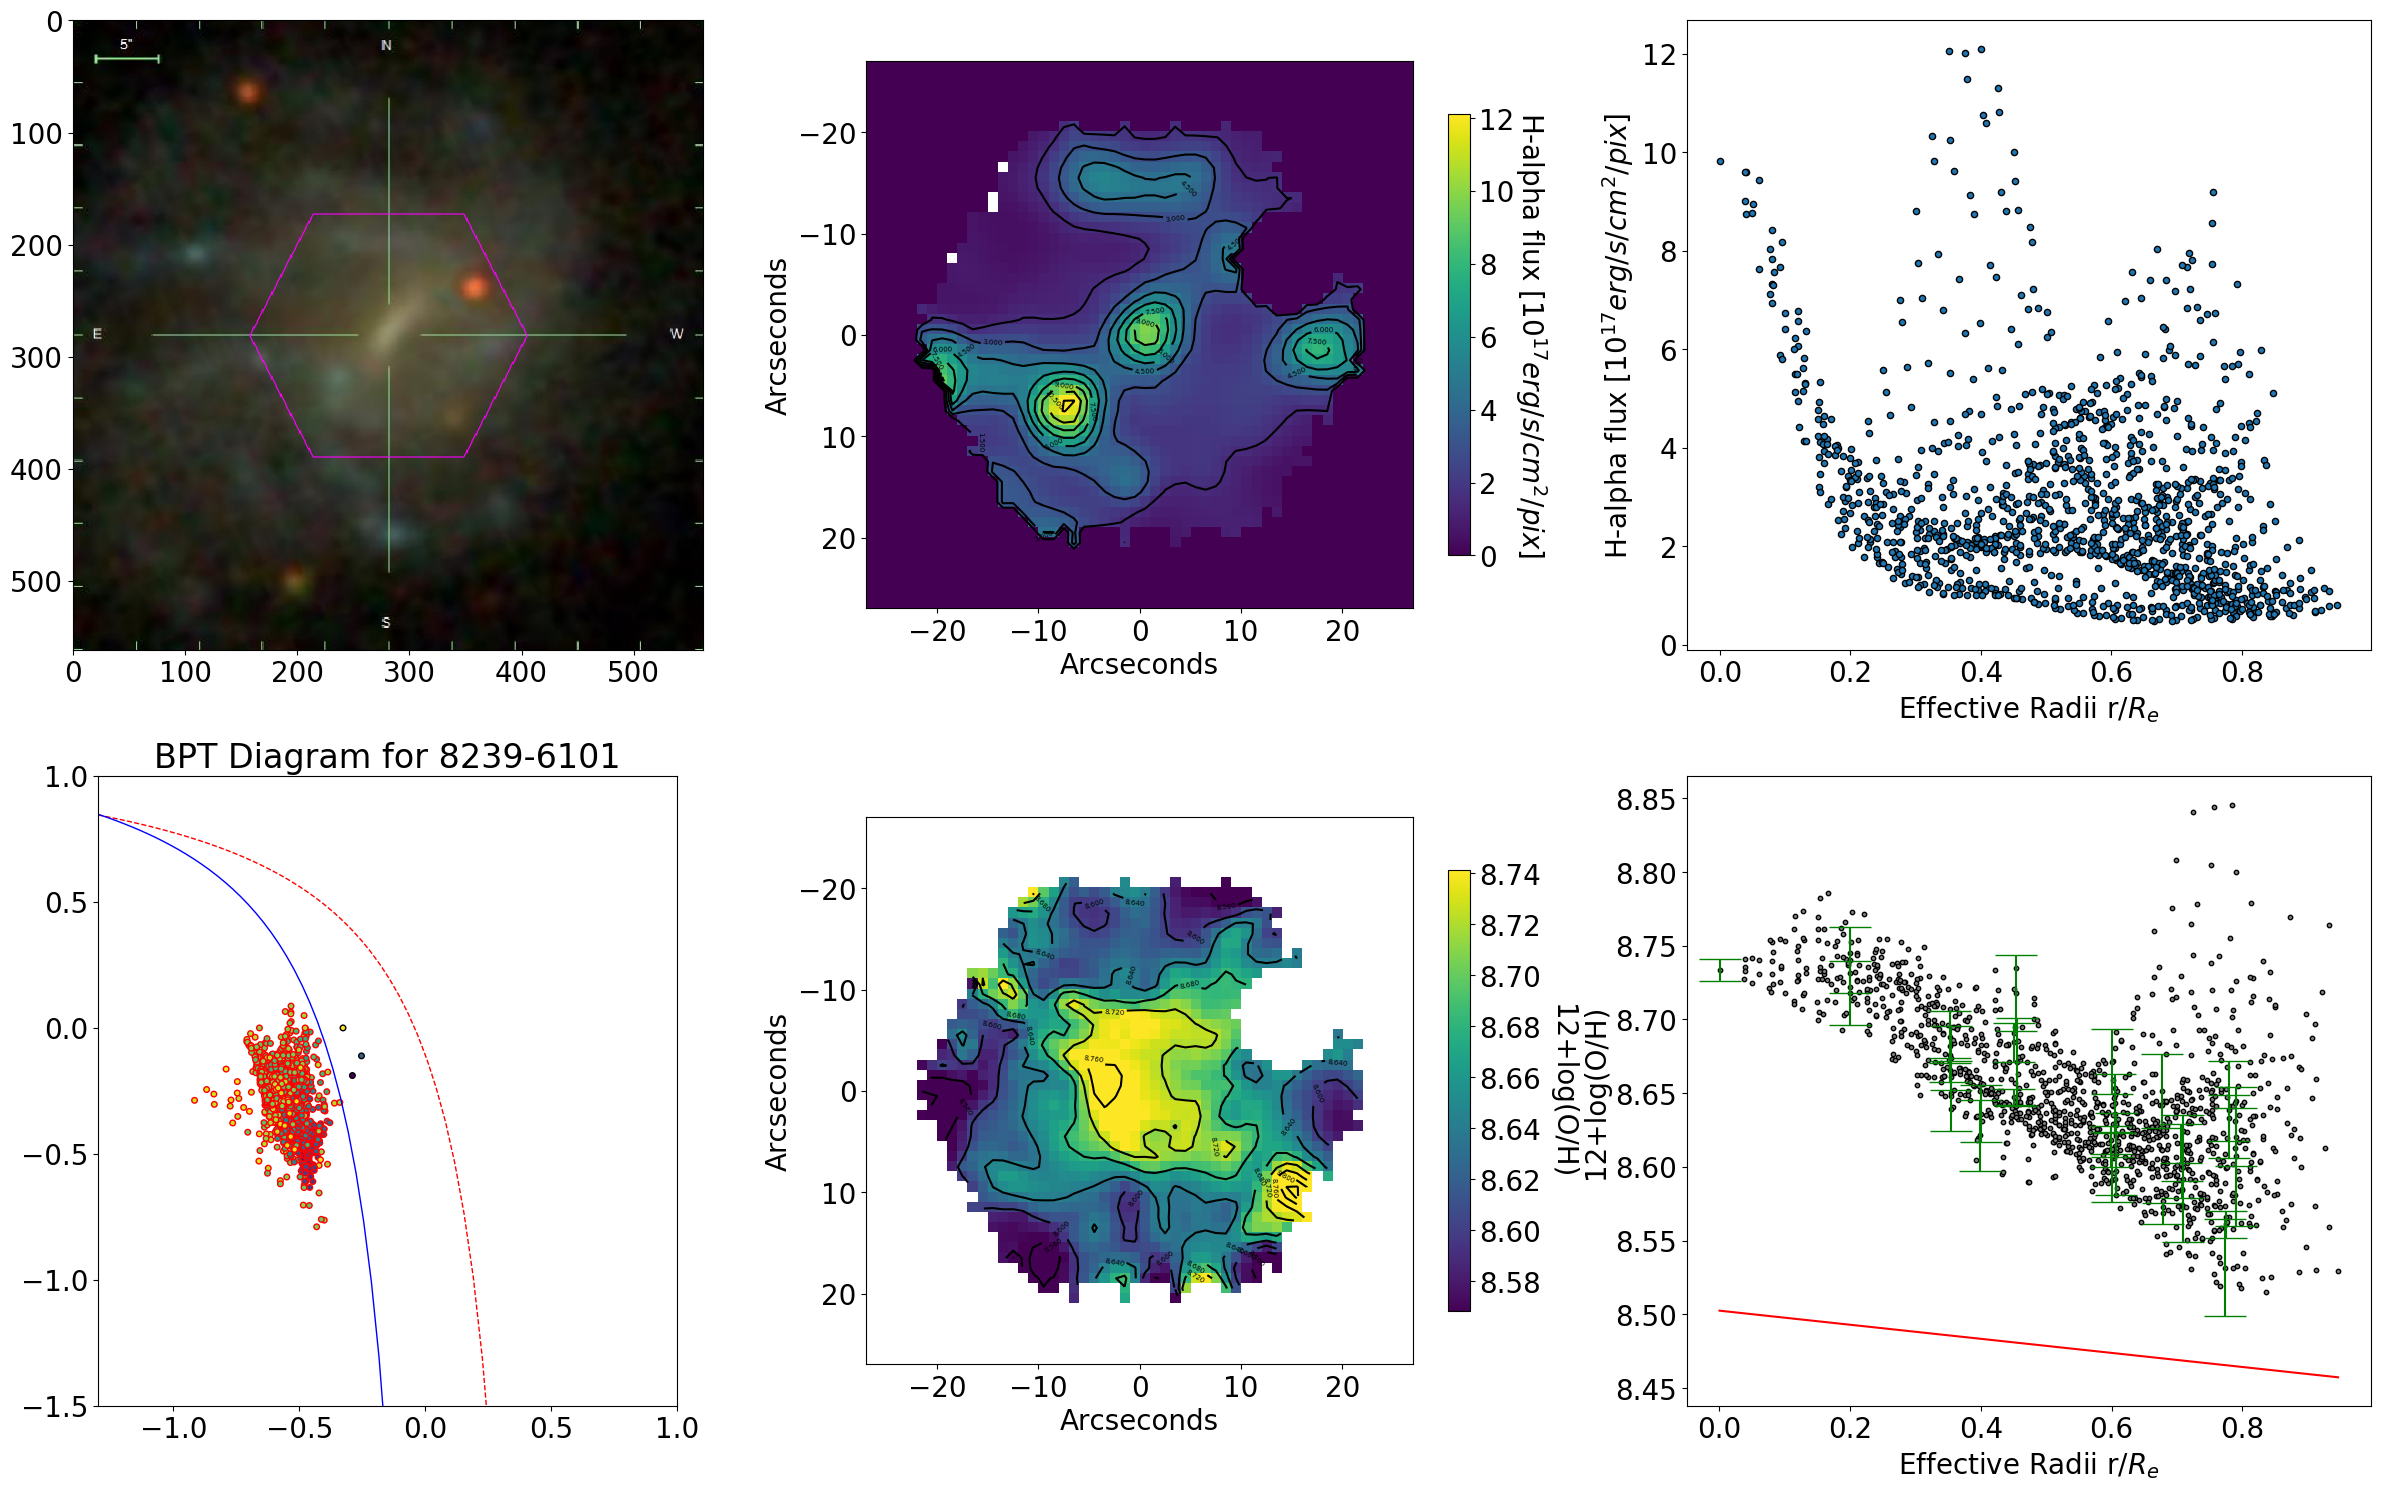 0
100
200
300
400
500
0 100 200 300 400 500
5"
N
E
W
S
−20
−10
0
10
20
−20 −10 0 10 20
Arcseconds
Arcseconds
12
10
8
6
4
2
0
H-alpha flux [10^17 erg/s/cm^2/pix]
12
10
8
6
4
2
0
0.0 0.2 0.4 0.6 0.8
H-alpha flux [10^17 erg/s/cm^2/pix]
Effective Radii r/R_e
BPT Diagram for 8239-6101
1.0
0.5
0.0
−0.5
−1.0
−1.5
−1.0 −0.5 0.0 0.5 1.0
−20
−10
0
10
20
−20 −10 0 10 20
Arcseconds
Arcseconds
8.74
8.72
8.70
8.68
8.66
8.64
8.62
8.60
8.58
12+log(O/H)
8.85
8.80
8.75
8.70
8.65
8.60
8.55
8.50
8.45
0.0 0.2 0.4 0.6 0.8
12+log(O/H)
Effective Radii r/R_e